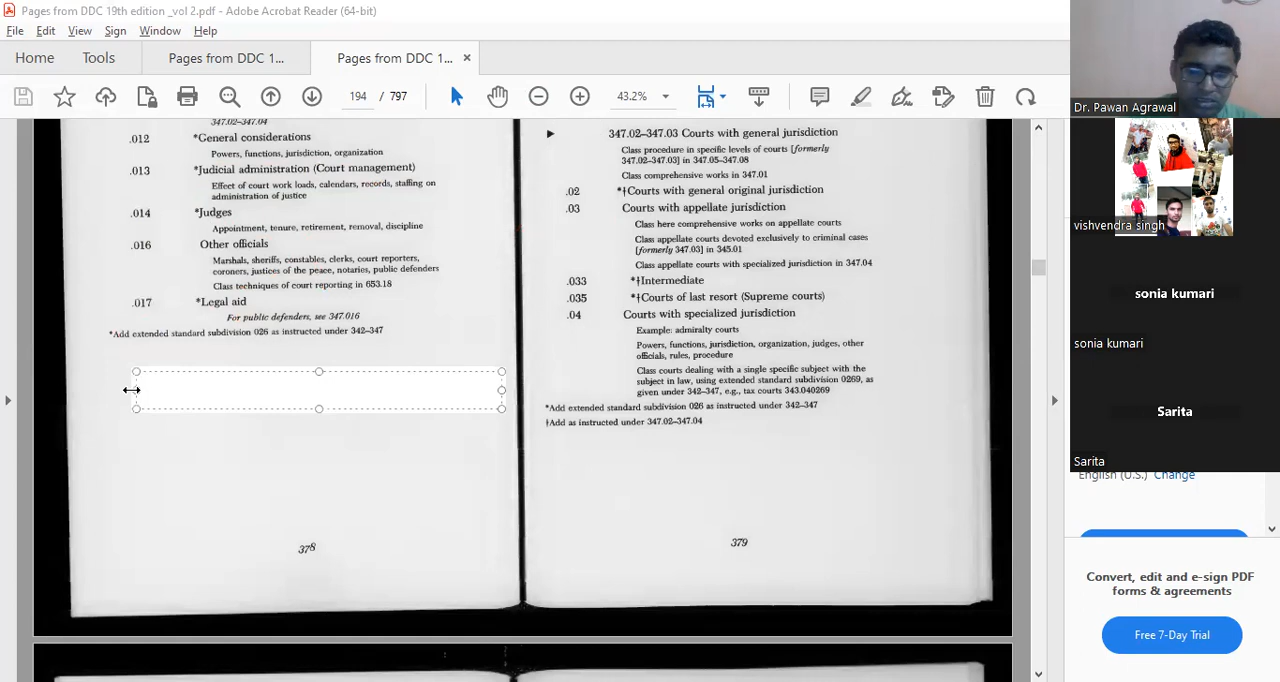 Pages from DDC 19th edition _vol 2.pdf - Adobe Acrobat Reader (64-bit)
File Edit View Sign Window Help
Home Tools Pages from DDC 1... Pages from DDC 1... ×
194 / 797 43.2%
347.02–347.04
.012 *General considerations
Powers, functions, jurisdiction, organization
.013 *Judicial administration (Court management)
Effect of court work loads, calendars, records, staffing on
administration of justice
.014 *Judges
Appointment, tenure, retirement, removal, discipline
.016 Other officials
Marshals, sheriffs, constables, clerks, court reporters,
coroners, justices of the peace, notaries, public defenders
Class techniques of court reporting in 653.18
.017 *Legal aid
For public defenders, see 347.016
*Add extended standard subdivision 026 as instructed under 342–347
378
347.02–347.03 Courts with general jurisdiction
Class procedure in specific levels of courts [formerly
347.02–347.03] in 347.05–347.08
Class comprehensive works in 347.01
.02 *†Courts with general original jurisdiction
.03 Courts with appellate jurisdiction
Class here comprehensive works on appellate courts
Class appellate courts devoted exclusively to criminal cases
[formerly 347.03] in 345.01
Class appellate courts with specialized jurisdiction in 347.04
.033 *†Intermediate
.035 *†Courts of last resort (Supreme courts)
.04 Courts with specialized jurisdiction
Example: admiralty courts
Powers, functions, jurisdiction, organization, judges, other
officials, rules, procedure
Class courts dealing with a single specific subject with the
subject in law, using extended standard subdivision 0269, as
given under 342–347, e.g., tax courts 343.040269
*Add extended standard subdivision 026 as instructed under 342–347
†Add as instructed under 347.02–347.04
379
Dr. Pawan Agrawal
vishvendra singh
sonia kumari
sonia kumari
Sarita
Sarita
English (U.S.) Change
Convert, edit and e-sign PDF
forms & agreements
Free 7-Day Trial